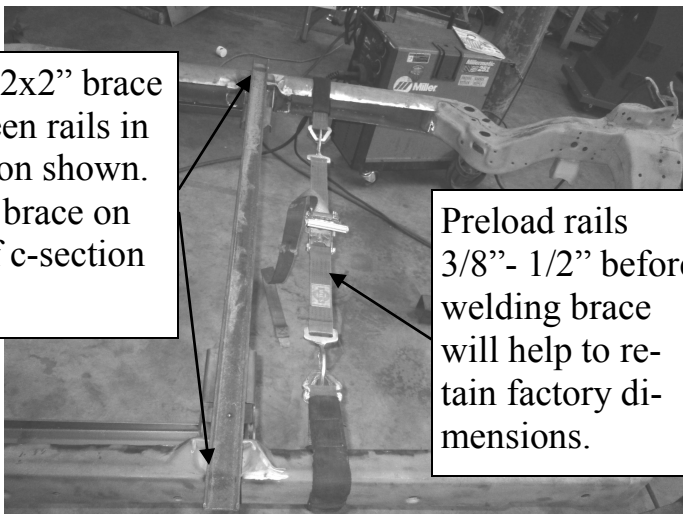 2x2” brace
een rails in
on shown.
brace on
f c-section
Miller
Preload rails
3/8”- 1/2” before
welding brace
will help to re-
tain factory di-
mensions.